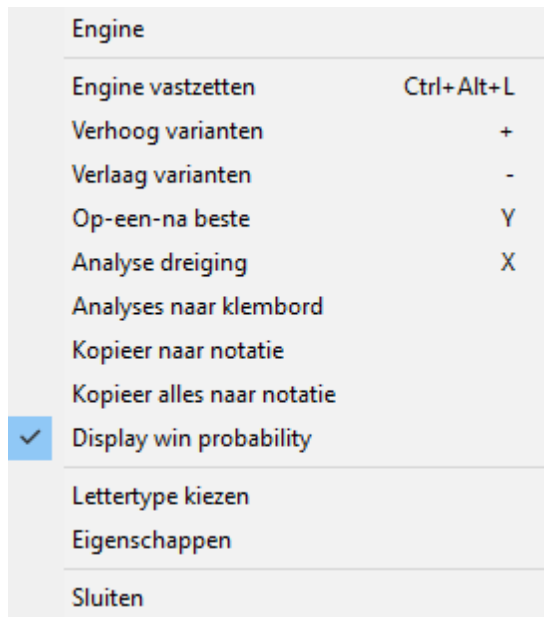 Engine
Engine vastzetten Ctrl+Alt+L
Verhoog varianten +
Verlaag varianten -
Op-een-na beste Y
Analyse dreiging X
Analyses naar klembord
Kopieer naar notatie
Kopieer alles naar notatie
Display win probability
Lettertype kiezen
Eigenschappen
Sluiten